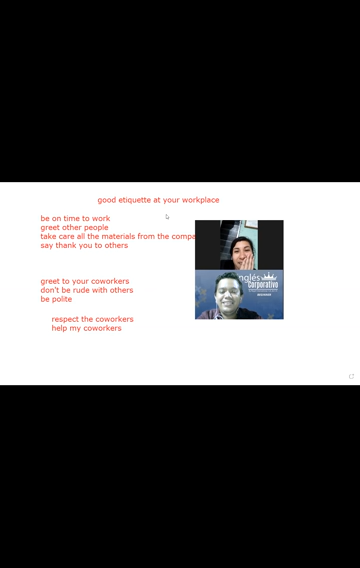 good etiquette at your workplace
be on time to work
greet other people
take care all the materials from the compa
say thank you to others
greet to your coworkers
don't be rude with others
be polite
respect the coworkers
help my coworkers
nglés
corporativo